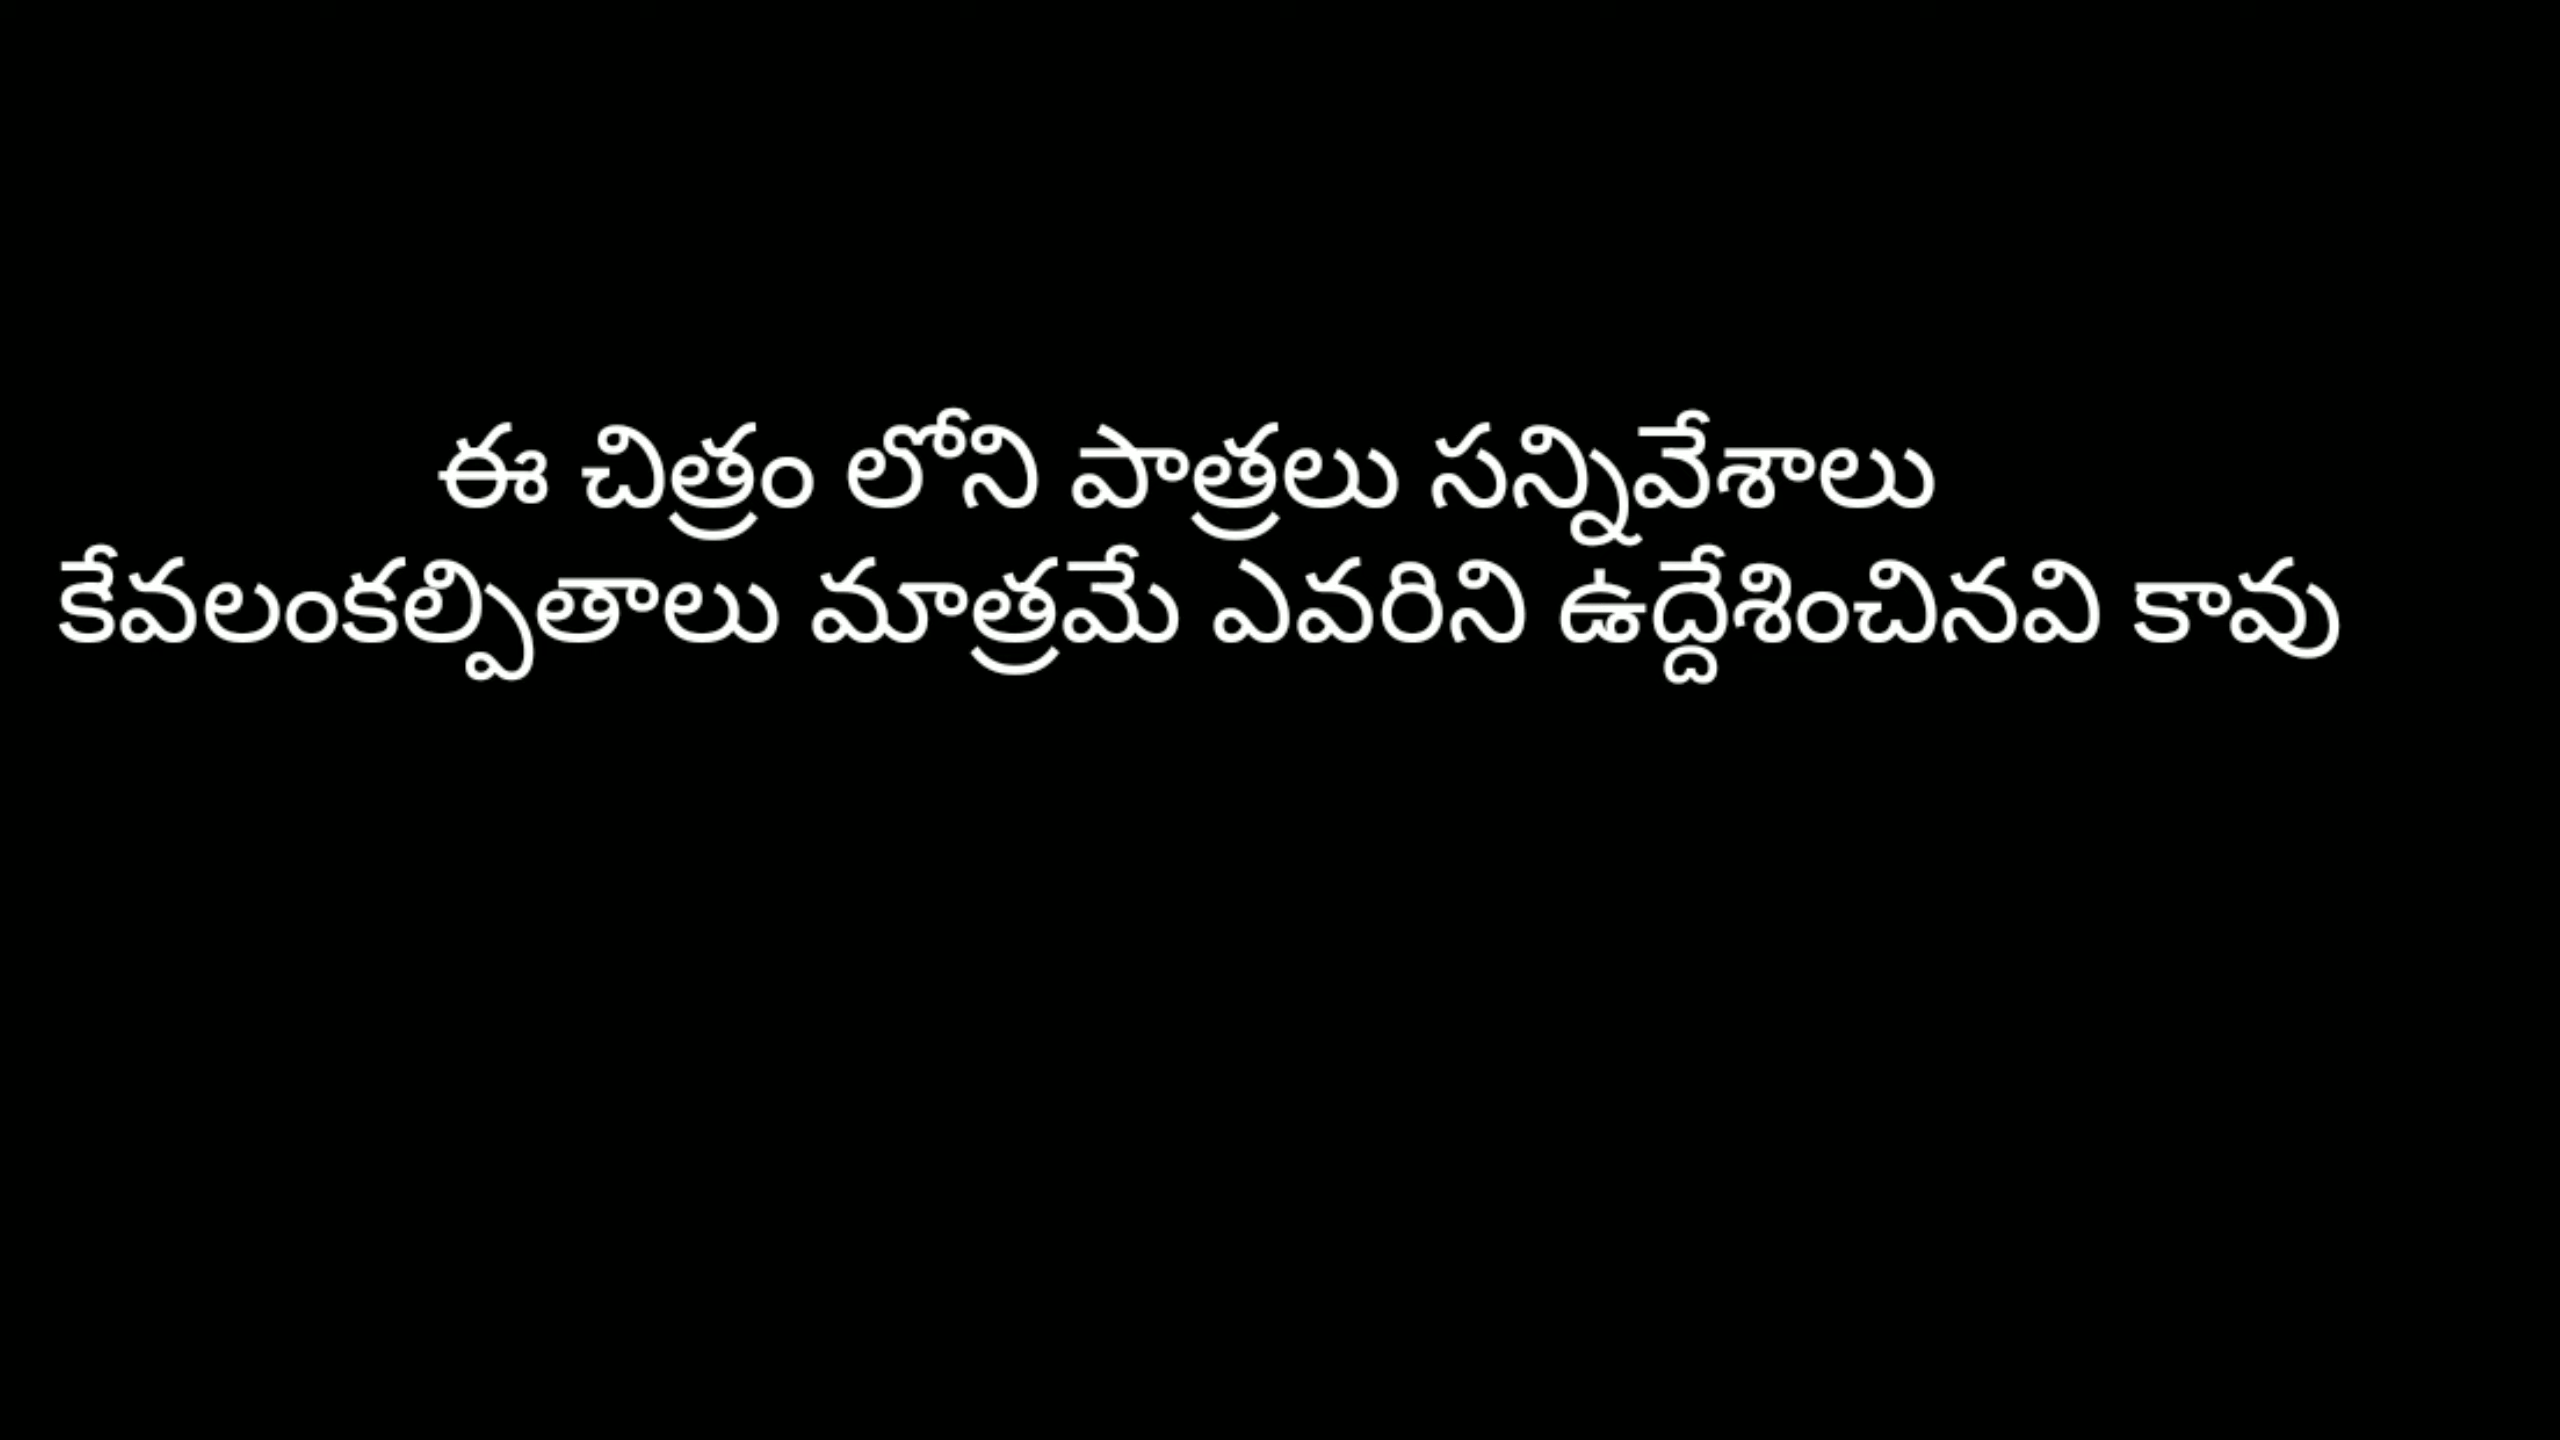 ఈ చిత్రం లోని పాత్రలు సన్నివేశాలు
కేవలంకల్పితాలు మాత్రమే ఎవరిని ఉద్దేశించినవి కావు